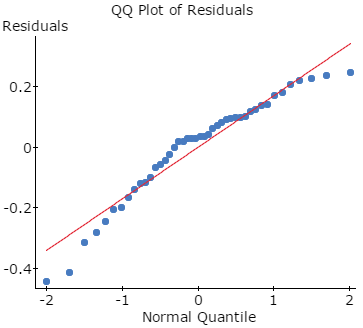 QQ Plot of Residuals
Residuals
0.2
0
-0.2
-0.4
-2 -1 0 1 2
Normal Quantile